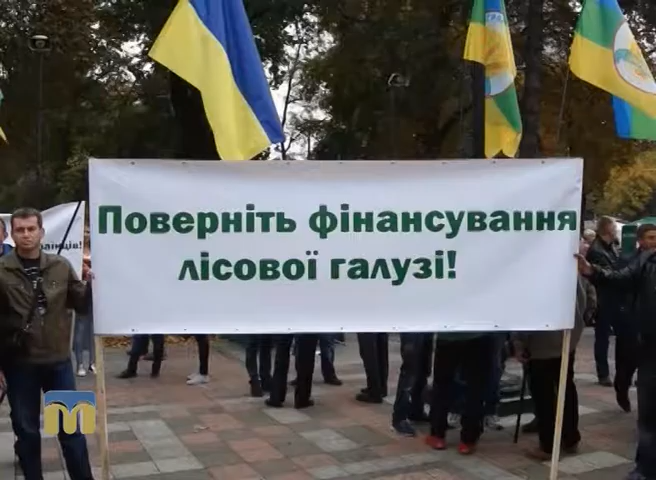 Поверніть фінансування
лісової галузі!